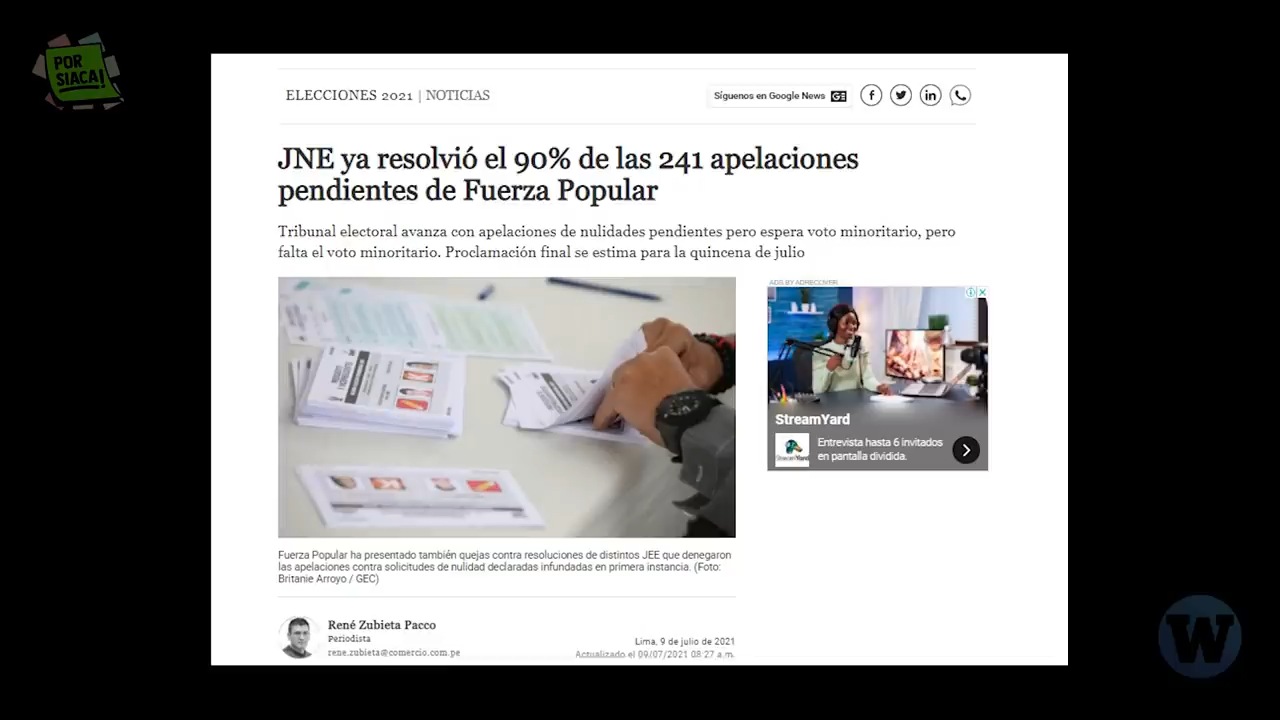 POR
SIACA!
ELECCIONES 2021 | NOTICIAS
Síguenos en Google News
JNE ya resolvió el 90% de las 241 apelaciones
pendientes de Fuerza Popular
Tribunal electoral avanza con apelaciones de nulidades pendientes pero espera voto minoritario, pero
falta el voto minoritario. Proclamación final se estima para la quincena de julio
ADS BY ADRECOVER
StreamYard
StreamYard
Entrevista hasta 6 invitados
en pantalla dividida.
Fuerza Popular ha presentado también quejas contra resoluciones de distintos JEE que denegaron
las apelaciones contra solicitudes de nulidad declaradas infundadas en primera instancia. (Foto:
Britanie Arroyo / GEC)
René Zubieta Pacco
Periodista
rene.zubieta@comercio.com.pe
Lima, 9 de julio de 2021
Actualizado el 09/07/2021 08:27 a.m.
W